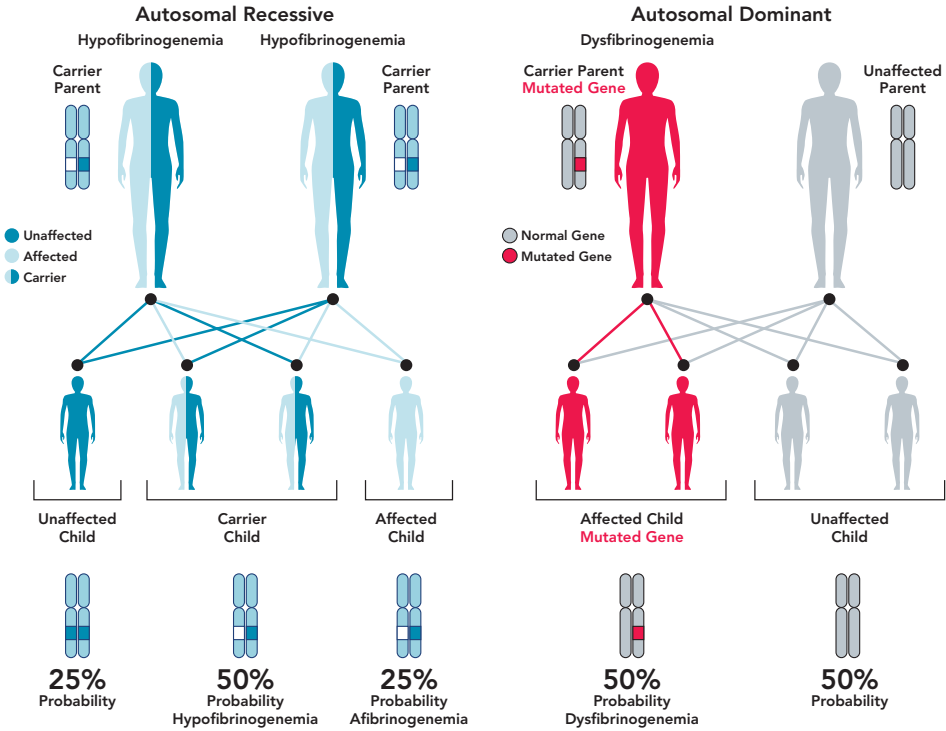 Autosomal Recessive
Hypofibrinogenemia
Hypofibrinogenemia
Carrier
Parent
Carrier
Parent
Unaffected
Affected
Carrier
Unaffected
Child
Carrier
Child
Affected
Child
25%
Probability
50%
Probability
Hypofibrinogenemia
25%
Probability
Afibrinogenemia
Autosomal Dominant
Dysfibrinogenemia
Carrier Parent
Mutated Gene
Unaffected
Parent
Normal Gene
Mutated Gene
Affected Child
Mutated Gene
Unaffected
Child
50%
Probability
Dysfibrinogenemia
50%
Probability